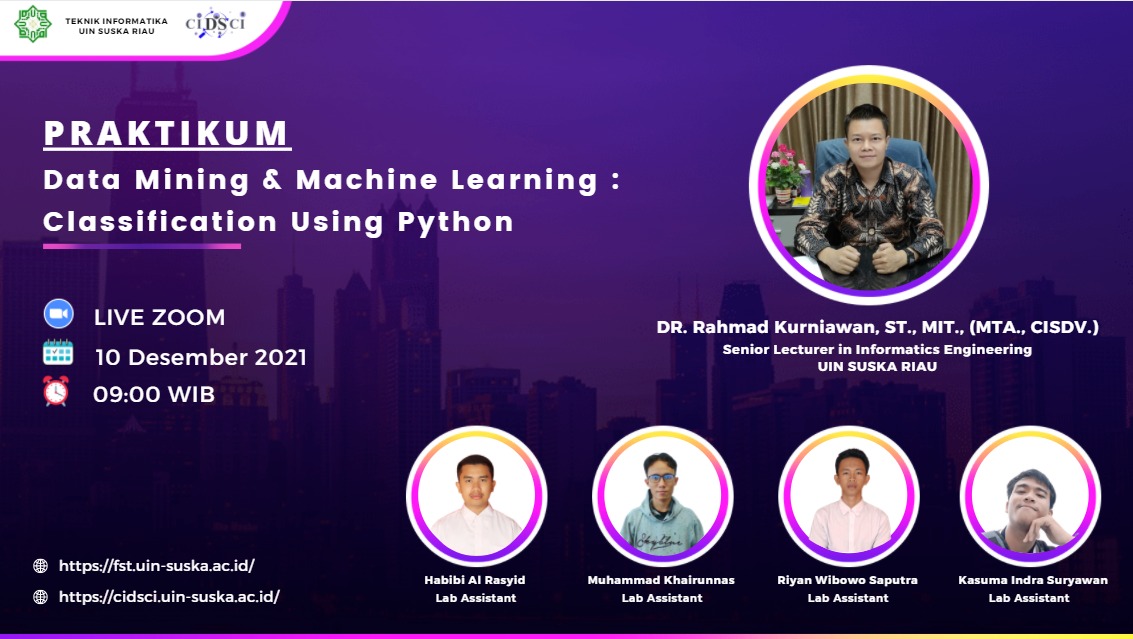 TEKNIK INFORMATIKA
UIN SUSKA RIAU
CiDSCi
PRAKTIKUM
Data Mining & Machine Learning :
Classification Using Python
LIVE ZOOM
10 Desember 2021
09:00 WIB
DR. Rahmad Kurniawan, ST., MIT., (MTA., CISDV.)
Senior Lecturer in Informatics Engineering
UIN SUSKA RIAU
Habibi Al Rasyid
Lab Assistant
Muhammad Khairunnas
Lab Assistant
Riyan Wibowo Saputra
Lab Assistant
Kasuma Indra Suryawan
Lab Assistant
https://fst.uin-suska.ac.id/
https://cidsci.uin-suska.ac.id/